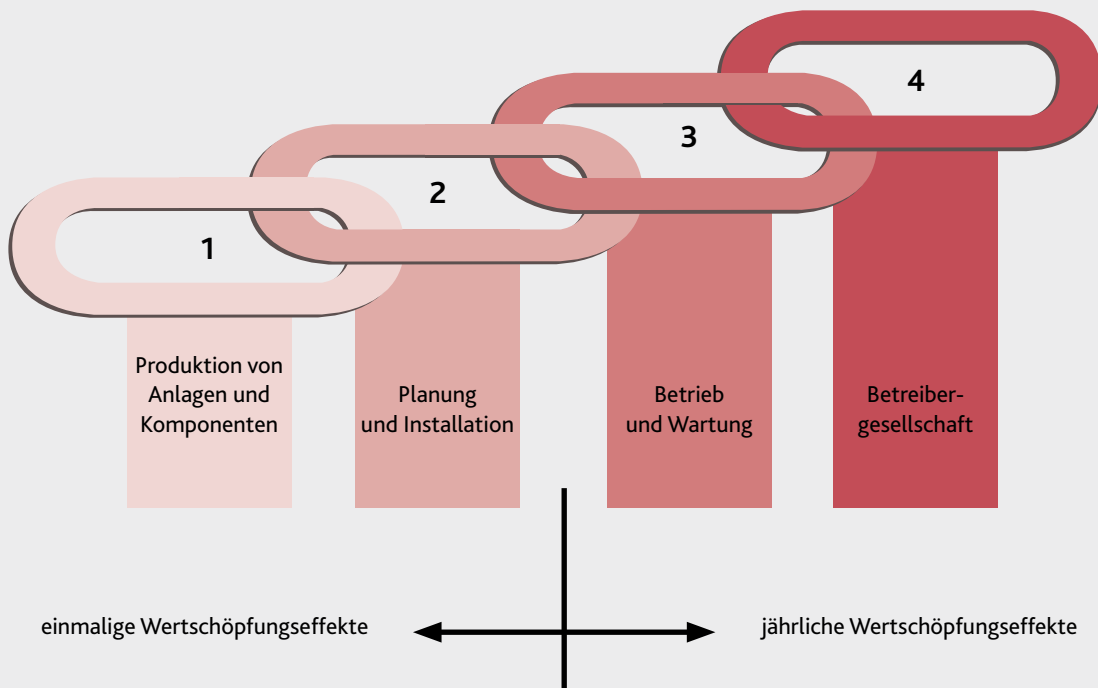 1
2
3
4
Produktion von
Anlagen und
Komponenten
Planung
und Installation
Betrieb
und Wartung
Betreiber-
gesellschaft
einmalige Wertschöpfungseffekte
jährliche Wertschöpfungseffekte